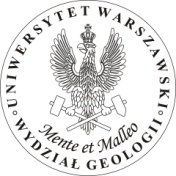 UNIWERSYTET WARSZAWSKI
Mente et Malleo
WYDZIAŁ GEOLOGII